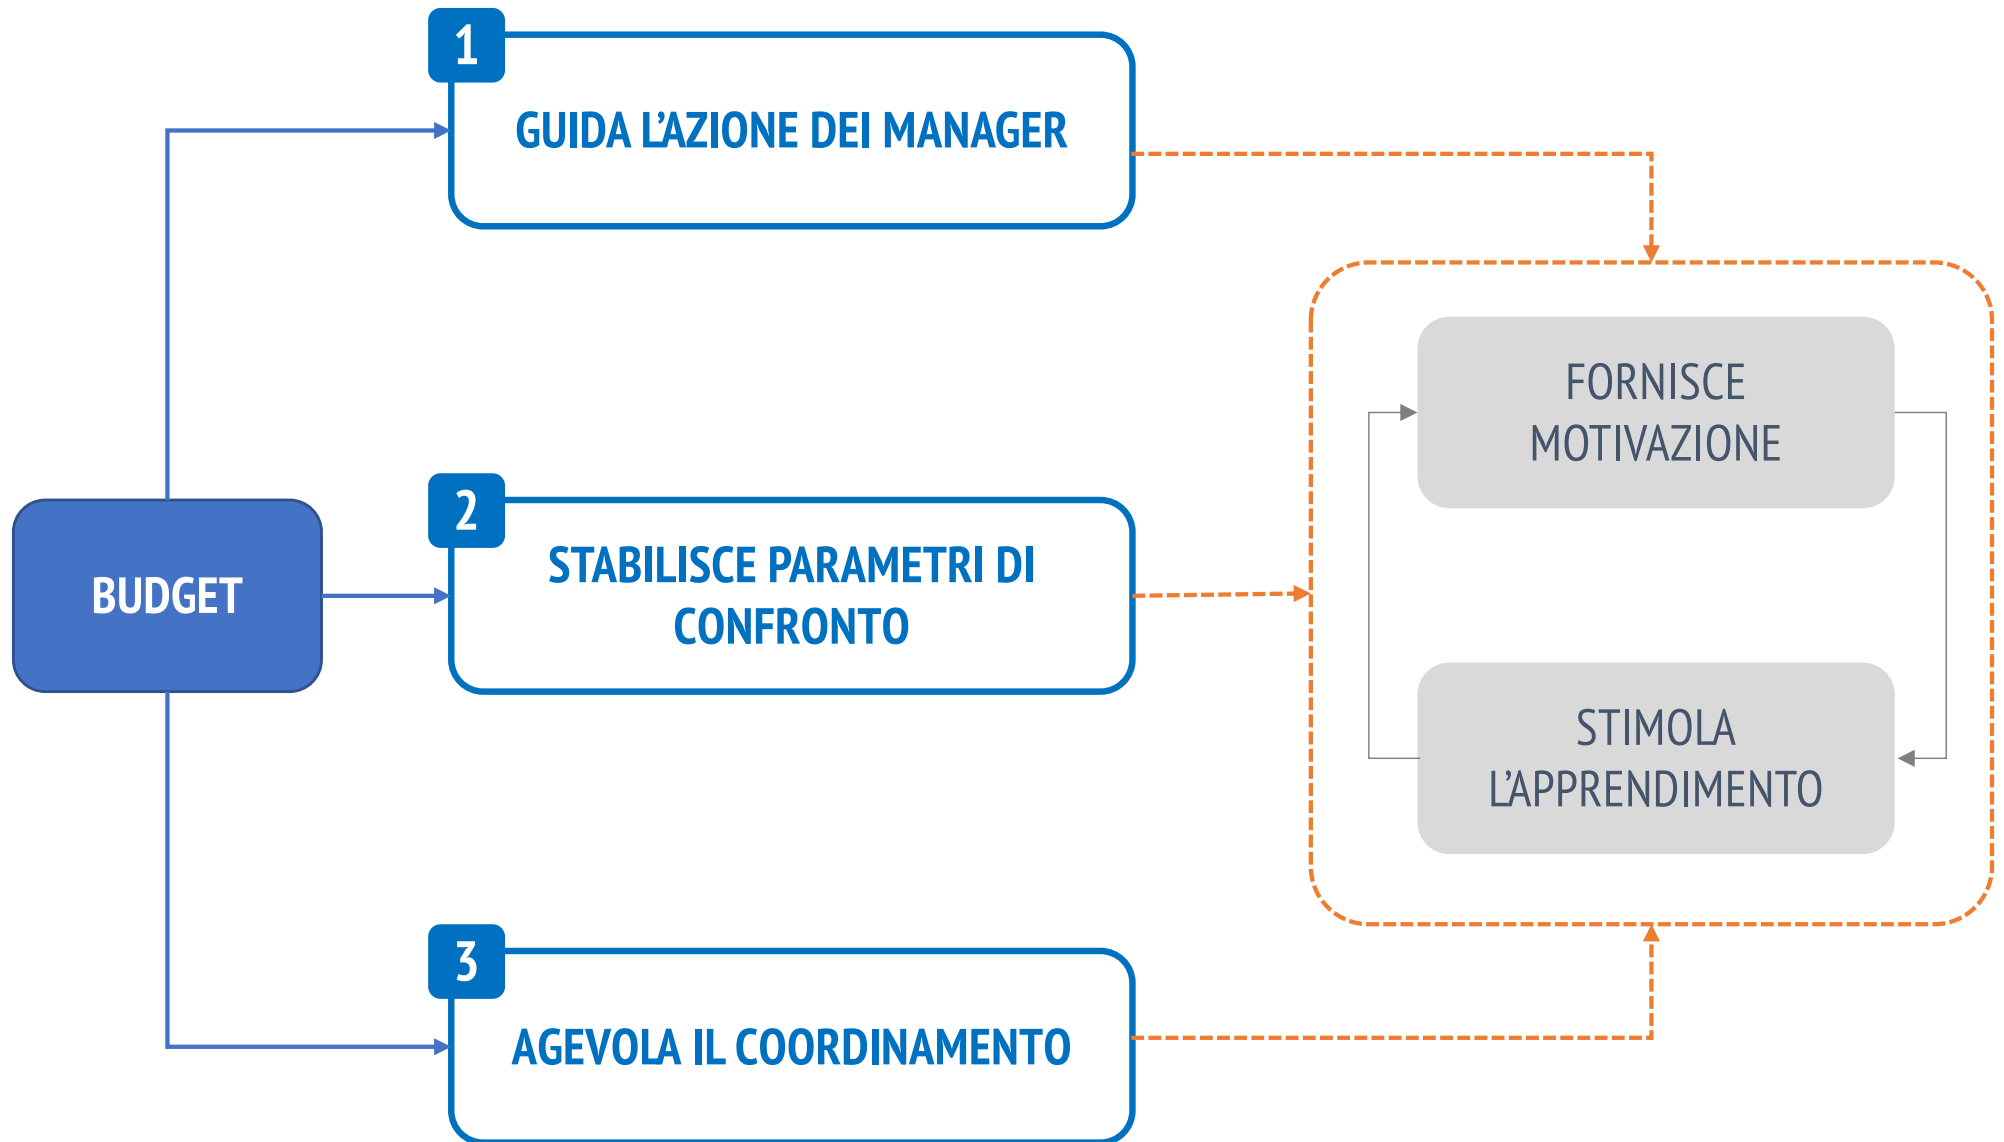 1
GUIDA L’AZIONE DEI MANAGER
FORNISCE
MOTIVAZIONE
2
STABILISCE PARAMETRI DI
CONFRONTO
BUDGET
STIMOLA
L’APPRENDIMENTO
3
AGEVOLA IL COORDINAMENTO